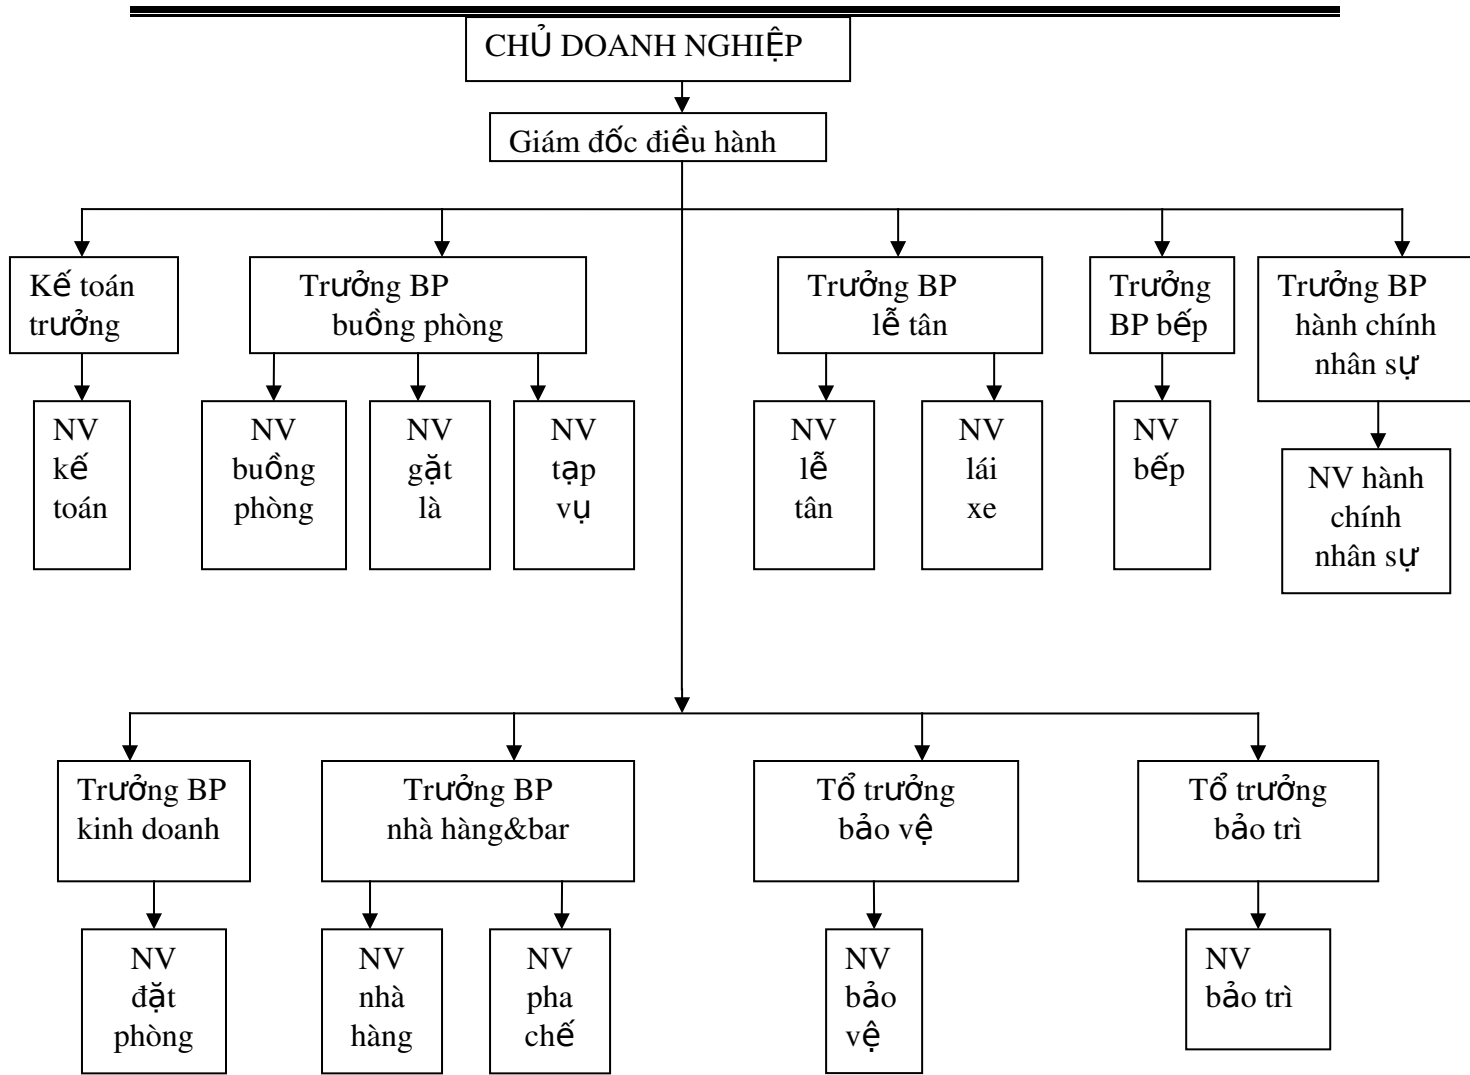 CHỦ DOANH NGHIỆP
Giám đốc điều hành
Kế toán
trưởng
Trưởng BP
buồng phòng
Trưởng BP
lễ tân
Trưởng
BP bếp
Trưởng BP
hành chính
nhân sự
NV
kế
toán
NV
buồng
phòng
NV
gặt
là
NV
tạp
vụ
NV
lễ
tân
NV
lái
xe
NV
bếp
NV hành
chính
nhân sự
Trưởng BP
kinh doanh
Trưởng BP
nhà hàng&bar
Tổ trưởng
bảo vệ
Tổ trưởng
bảo trì
NV
đặt
phòng
NV
nhà
hàng
NV
pha
chế
NV
bảo
vệ
NV
bảo trì